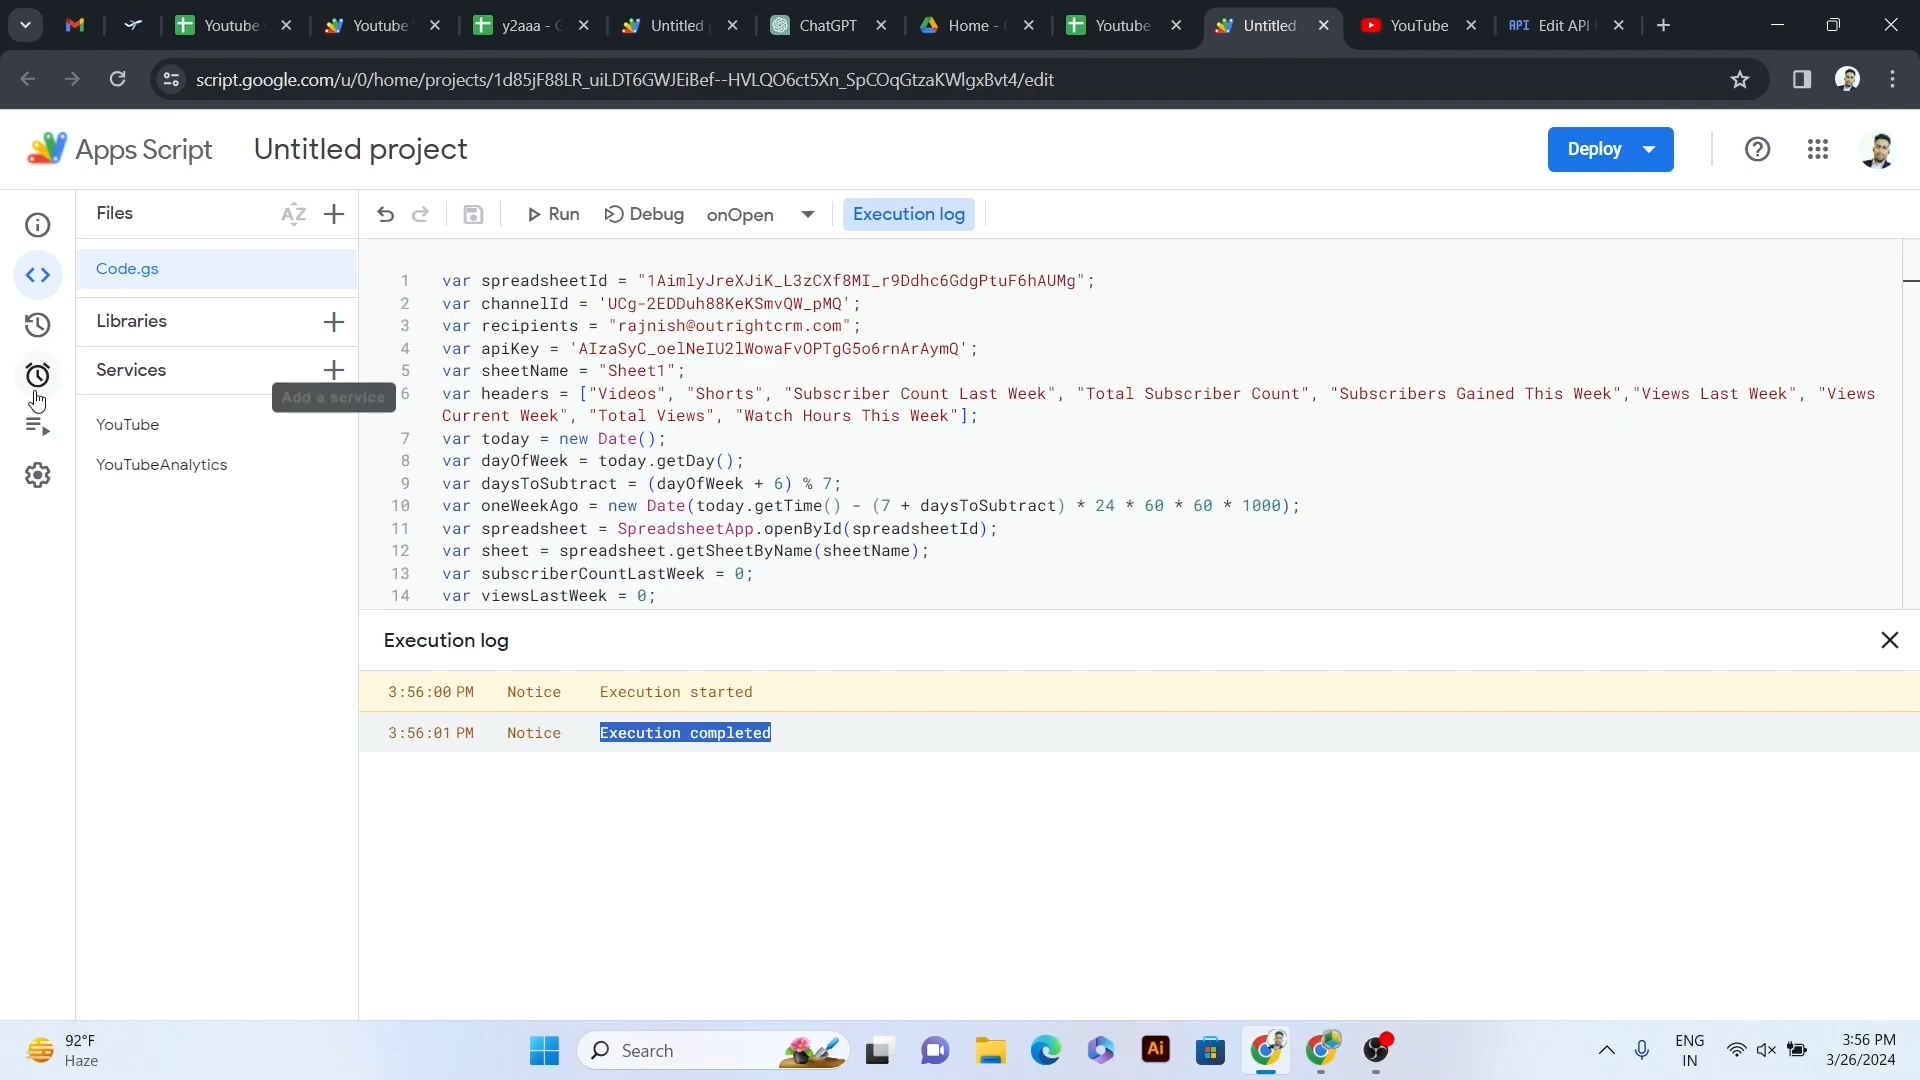 Youtube
Youtube
y2aaa - G
Untitled
ChatGPT
Home -
Youtube
Untitled
YouTube
API Edit API
script.google.com/u/0/home/projects/1d85jF88LR_uiLDT6GWJEiBef--HVLQO6ct5Xn_SpCOqGtzaKWlgxBvt4/edit
Apps Script
Untitled project
Deploy
Files
AZ
Run
Debug
onOpen
Execution log
Code.gs
Libraries
Services
Add a service
YouTube
YouTubeAnalytics
1 var spreadsheetId = "1AimlyJreXJiK_L3zCXf8MI_r9Ddhc6GdgPtuF6hAUMg";
2 var channelId = 'UCg-2EDDuh88KeKSmvQW_pMQ';
3 var recipients = "rajnish@outrightcrm.com";
4 var apiKey = 'AIzaSyC_oelNeIU2lWowaFvOPTgG5o6rnArAymQ';
5 var sheetName = "Sheet1";
6 var headers = ["Videos", "Shorts", "Subscriber Count Last Week", "Total Subscriber Count", "Subscribers Gained This Week","Views Last Week", "Views
Current Week", "Total Views", "Watch Hours This Week"];
7 var today = new Date();
8 var dayOfWeek = today.getDay();
9 var daysToSubtract = (dayOfWeek + 6) % 7;
10 var oneWeekAgo = new Date(today.getTime() - (7 + daysToSubtract) * 24 * 60 * 60 * 1000);
11 var spreadsheet = SpreadsheetApp.openById(spreadsheetId);
12 var sheet = spreadsheet.getSheetByName(sheetName);
13 var subscriberCountLastWeek = 0;
14 var viewsLastWeek = 0;
Execution log
3:56:00 PM Notice Execution started
3:56:01 PM Notice Execution completed
92°F
Haze
Search
Ai
ENG
IN
3:56 PM
3/26/2024